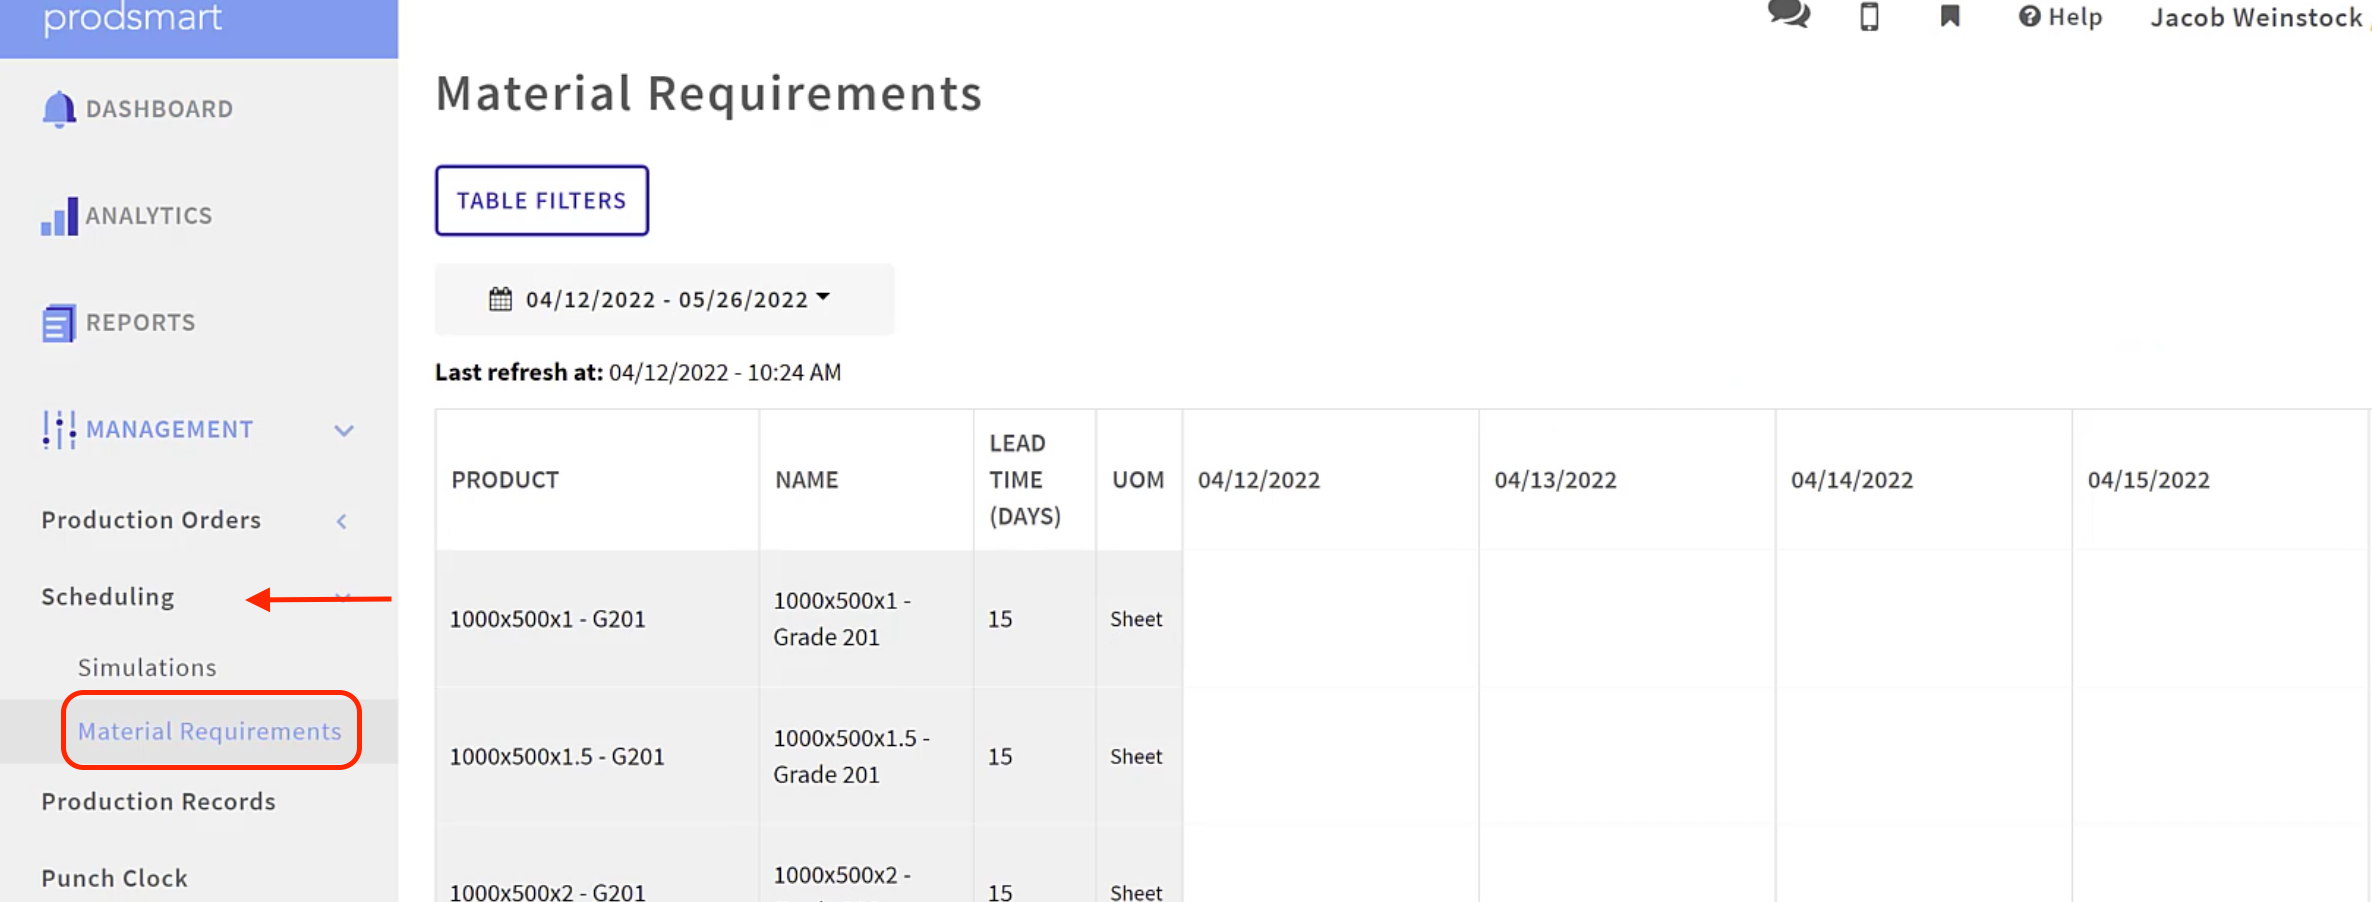 prodsmart
Help
Jacob Weinstock
DASHBOARD
ANALYTICS
REPORTS
MANAGEMENT
Production Orders
Scheduling
Simulations
Material Requirements
Production Records
Punch Clock
Material Requirements
TABLE FILTERS
04/12/2022 - 05/26/2022
Last refresh at: 04/12/2022 - 10:24 AM
PRODUCT
NAME
LEAD
TIME
(DAYS)
UOM
04/12/2022
04/13/2022
04/14/2022
04/15/2022
1000x500x1 - G201
1000x500x1 -
Grade 201
15
Sheet
1000x500x1.5 - G201
1000x500x1.5 -
Grade 201
15
Sheet
1000x500x2 - G201
1000x500x2 -
15
Sheet